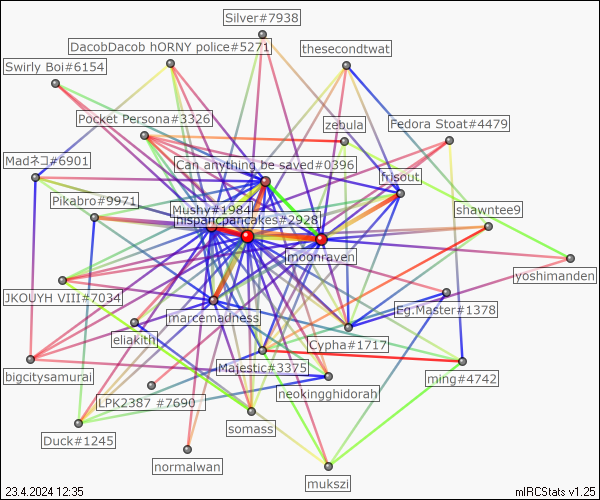 Silver#7938
DacobDacob hORNY police#5271
thesecondtwat
Swirly Boi#6154
Pocket Persona#3326
zebula
Fedora Stoat#4479
Madネコ#6901
Can anything be saved#0396
frisout
Pikabro#9971
Mushy#1984
shawntee9
hispanicpancakes#2928
moonraven
yoshimanden
JKOUYH VIII#7034
Eg.Master#1378
jmarcemadness
eliakith
Cypha#1717
bigcitysamurai
Majestic#3375
ming#4742
neokingghidorah
LPK2387 #7690
somass
Duck#1245
normalwan
mukszi
23.4.2024 12:35
mIRCStats v1.25